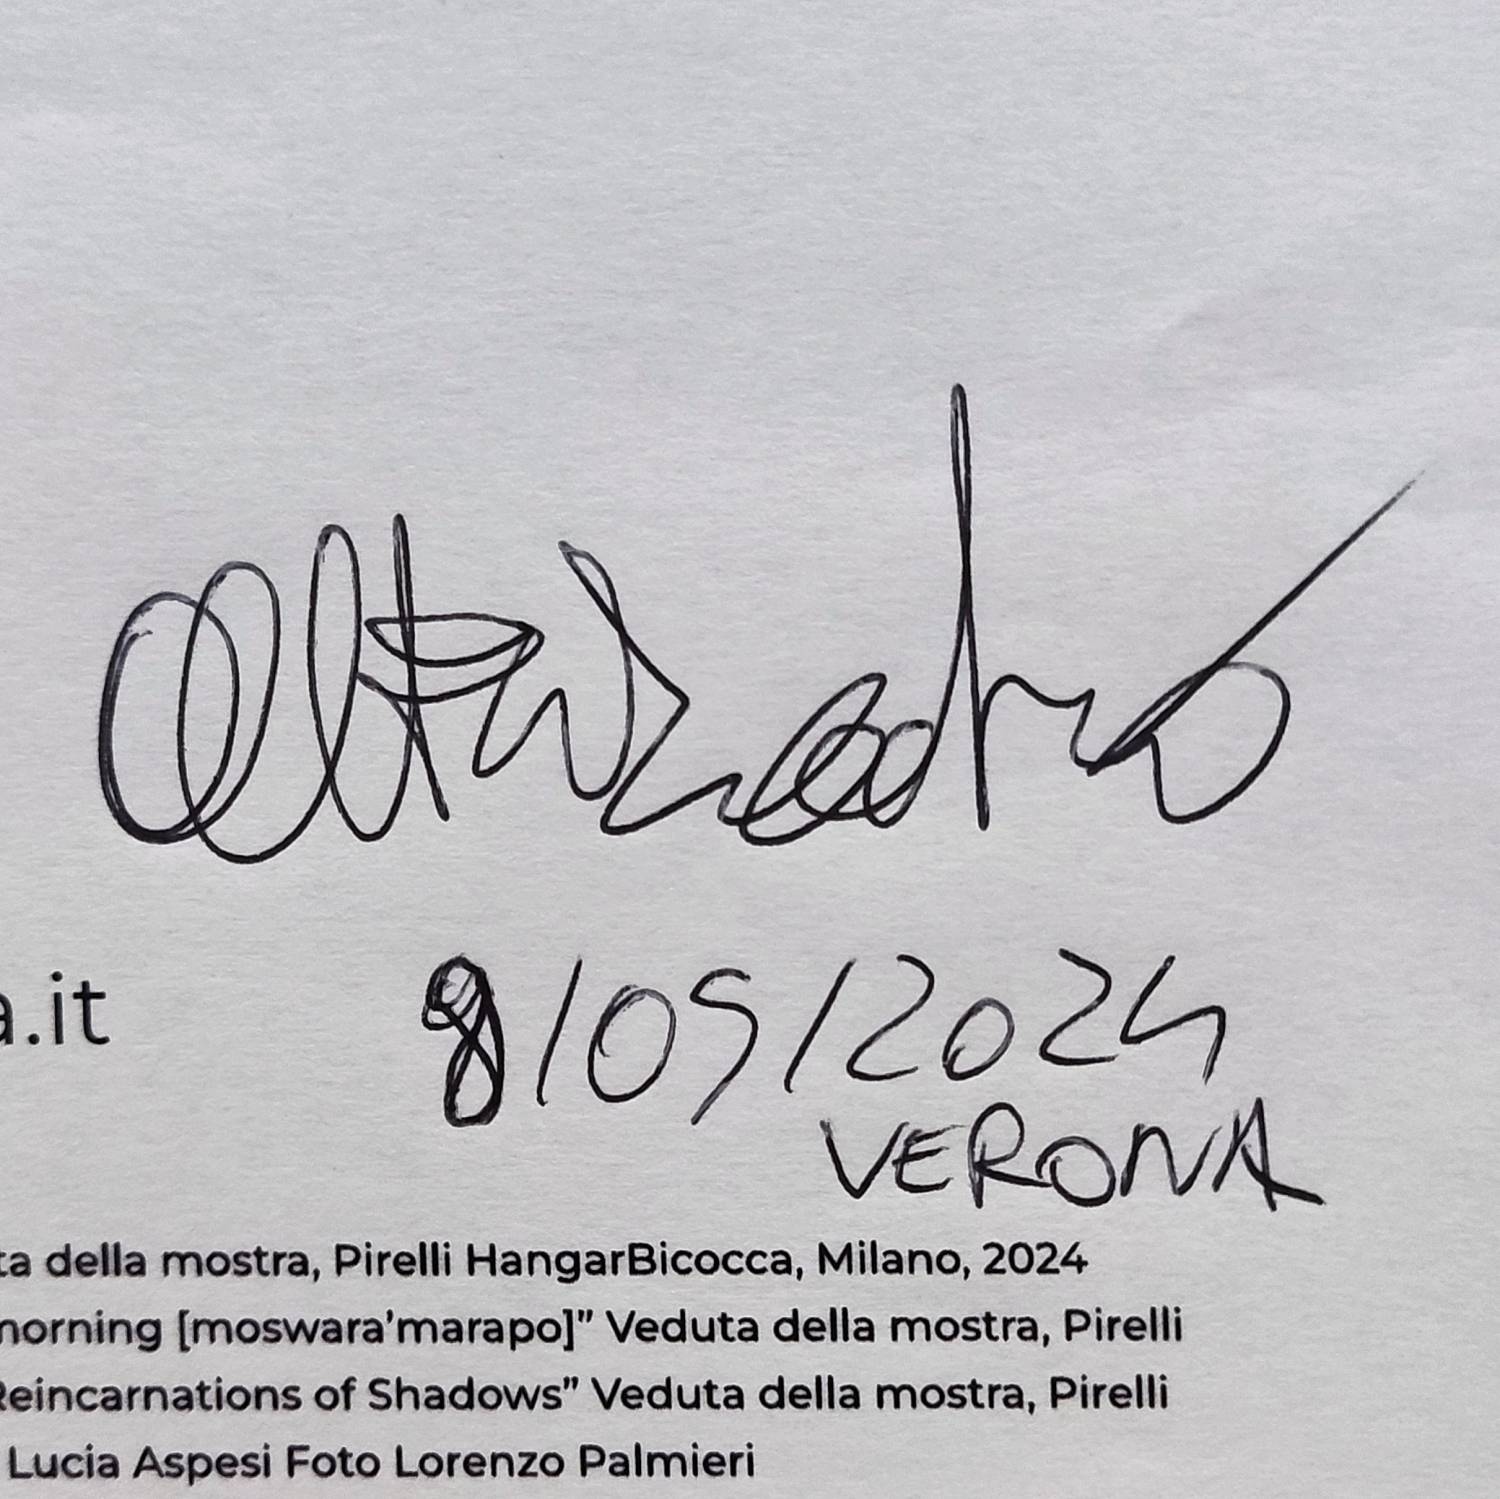 8/05/2024
VERONA
a.it
ta della mostra, Pirelli HangarBicocca, Milano, 2024
morning [moswara'marapo]" Veduta della mostra, Pirelli
Reincarnations of Shadows" Veduta della mostra, Pirelli
Lucia Aspesi Foto Lorenzo Palmieri